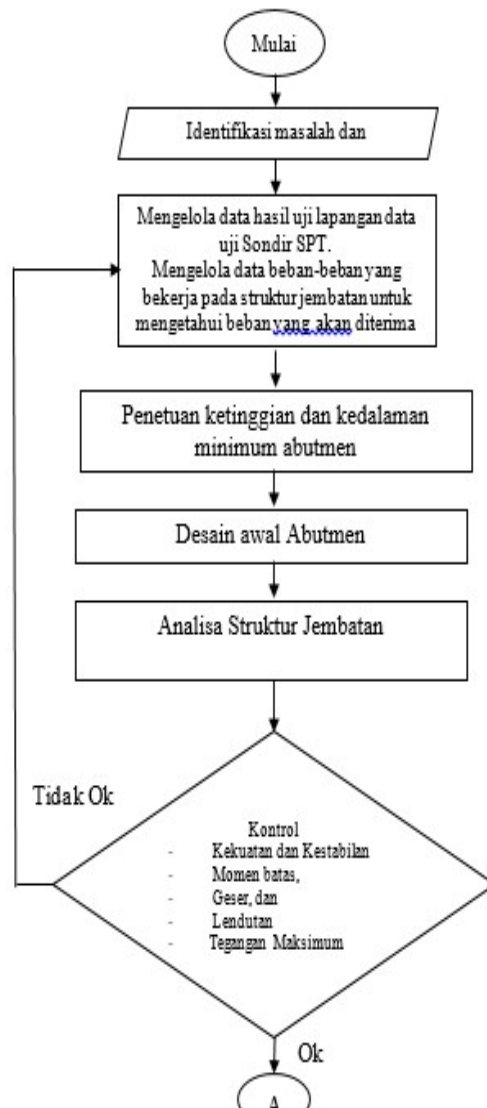 Mulai
Identifikasi masalah dan
Mengelola data hasil uji lapangan data
uji Sondir SPT.
Mengelola data beban-beban yang
bekerja pada struktur jembatan untuk
mengetahui beban yang akan diterima
Penetuan ketinggian dan kedalaman
minimum abutmen
Desain awal Abutmen
Analisa Struktur Jembatan
Tidak Ok
Kontrol
- Kekuatan dan Kestabilan
- Momen batas,
- Geser, dan
- Lendutan
- Tegangan Maksimum
Ok
A